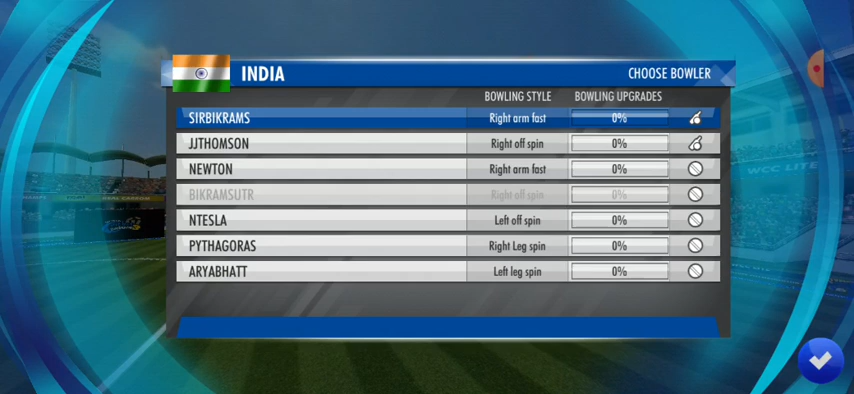 INDIA CHOOSE BOWLER
BOWLING STYLE BOWLING UPGRADES
SIRBIKRAMS Right arm fast 0%
JJTHOMSON Right off spin 0%
NEWTON Right arm fast 0%
BIKRAMSUTR Right off spin 0%
NTESLA Left off spin 0%
PYTHAGORAS Right Leg spin 0%
ARYABHATT Left leg spin 0%
WCC LITE